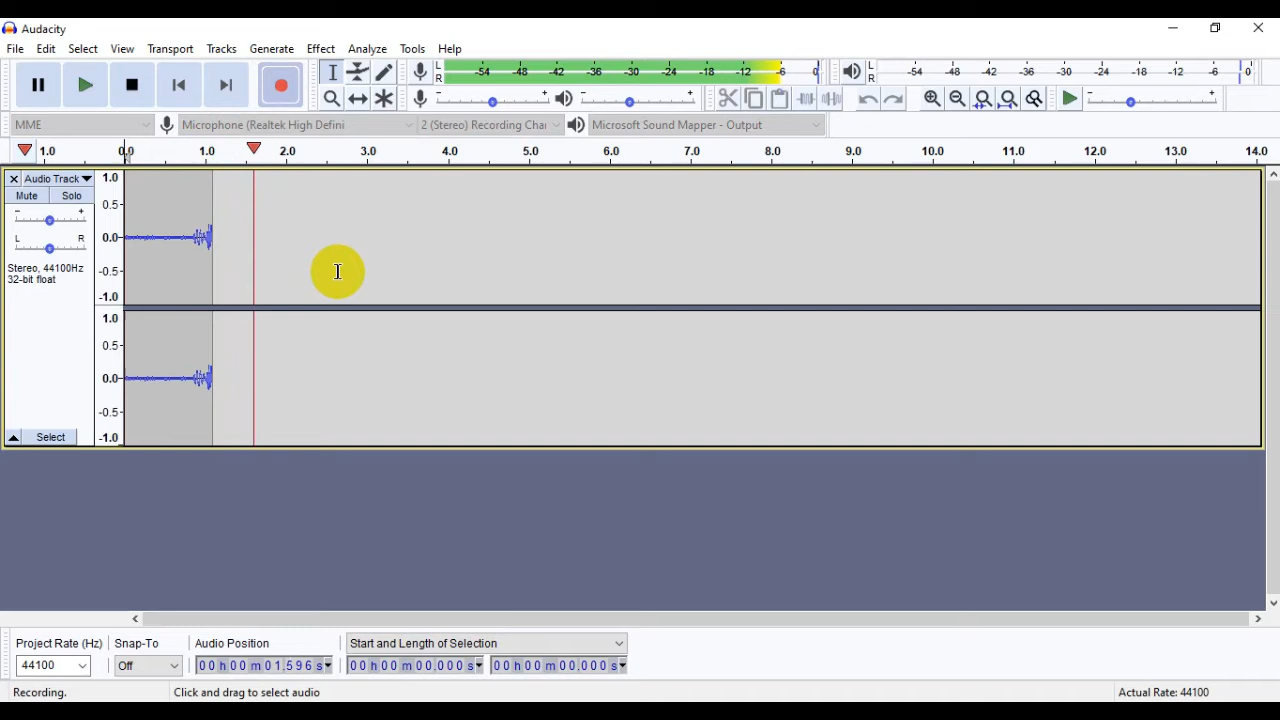 Audacity
File Edit Select View Transport Tracks Generate Effect Analyze Tools Help
L R -54 -48 -42 -36 -30 -24 -18 -12 -6 0 L R -54 -48 -42 -36 -30 -24 -18 -12 -6 0
MME Microphone (Realtek High Defini 2 (Stereo) Recording Chai Microsoft Sound Mapper - Output
1.0 0.0 1.0 2.0 3.0 4.0 5.0 6.0 7.0 8.0 9.0 10.0 11.0 12.0 13.0 14.0
Audio Track 1.0
Mute Solo
0.5
L R 0.0
Stereo, 44100Hz
32-bit float -0.5
-1.0
1.0
0.5
0.0
-0.5
Select -1.0
Project Rate (Hz) Snap-To Audio Position Start and Length of Selection
44100 Off 00 h 00 m 01.596 s 00 h 00 m 00.000 s 00 h 00 m 00.000 s
Recording. Click and drag to select audio Actual Rate: 44100